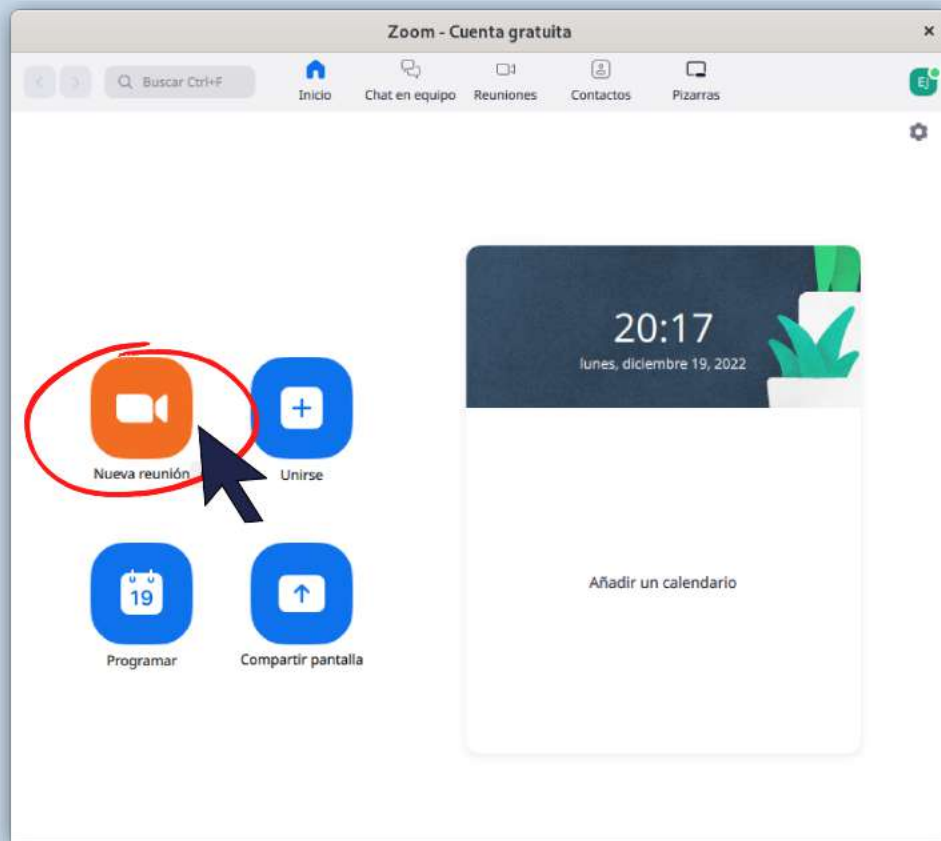 Zoom - Cuenta gratuita
Buscar Ctrl+F
Inicio
Chat en equipo
Reuniones
Contactos
Pizarras
EJ
20:17
lunes, diciembre 19, 2022
Nueva reunión
Unirse
19
Programar
Compartir pantalla
Añadir un calendario